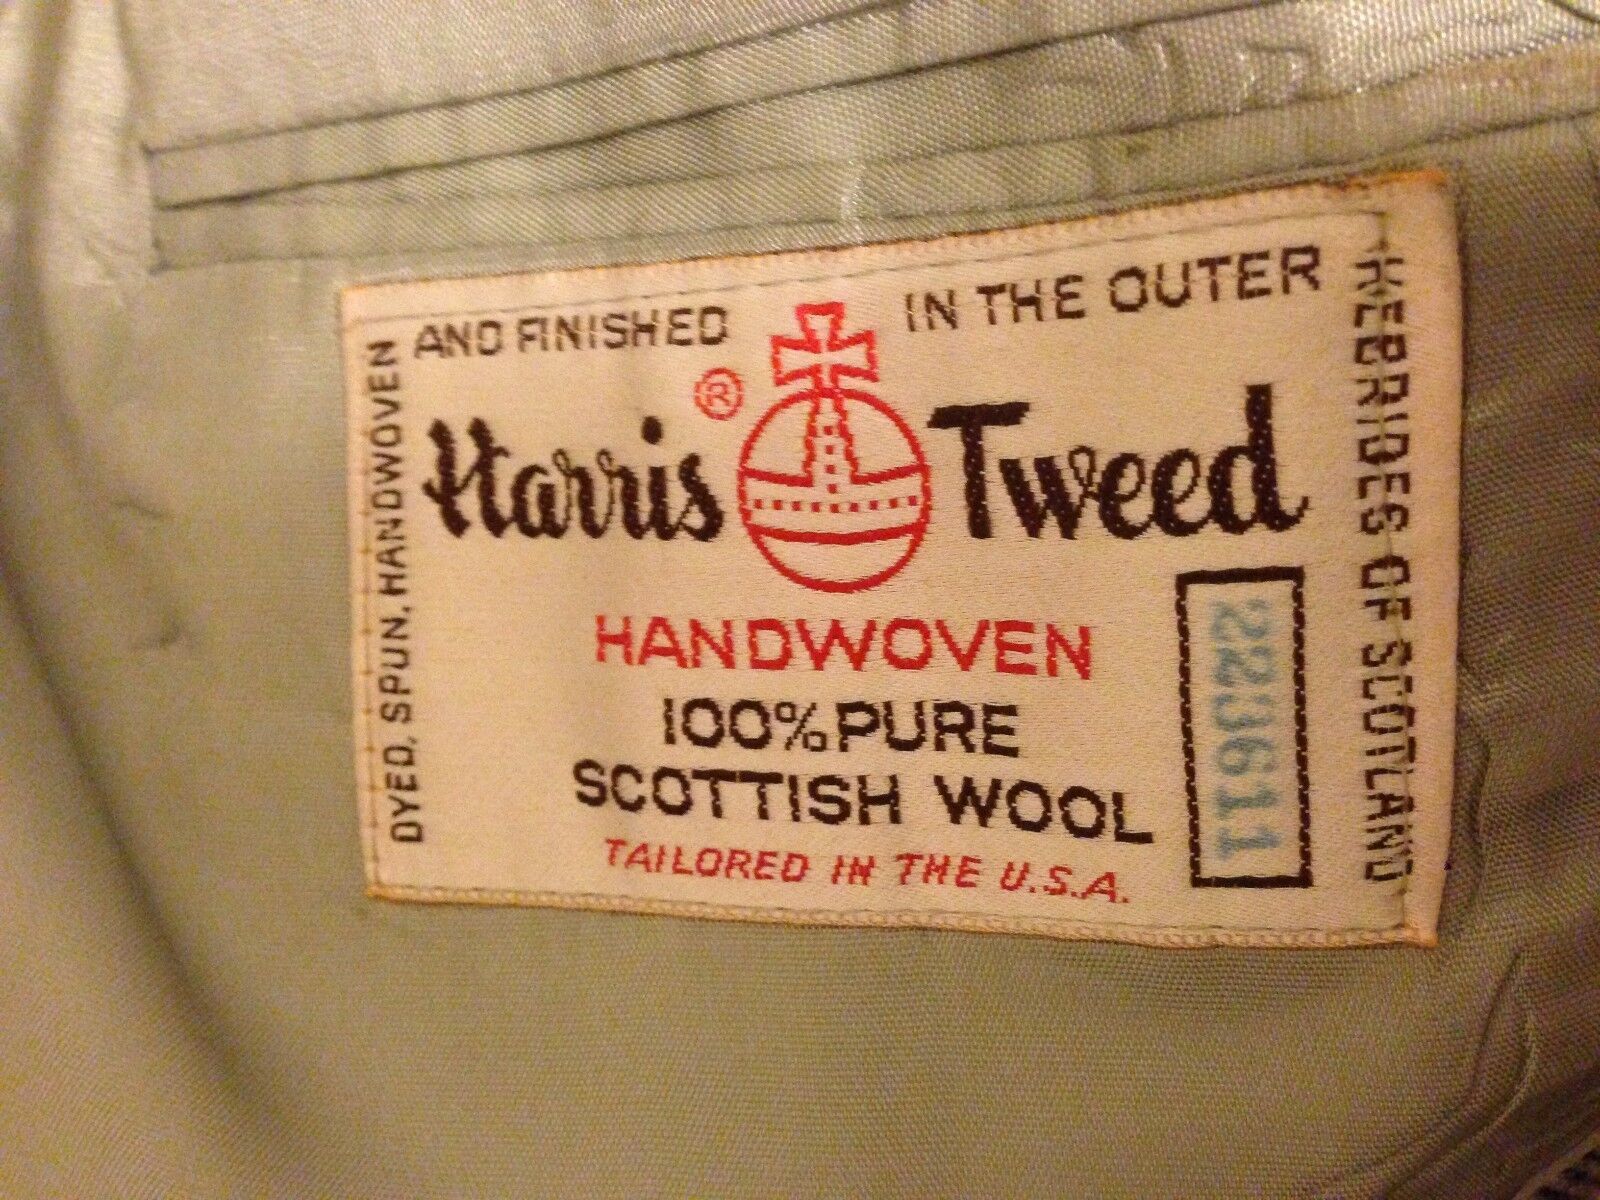 DYED, SPUN, HANDWOVEN
AND FINISHED
IN THE OUTER
HEBRIDES OF SCOTLAND
Harris ® Tweed
HANDWOVEN
100% PURE
SCOTTISH WOOL
TAILORED IN THE U.S.A.
223611